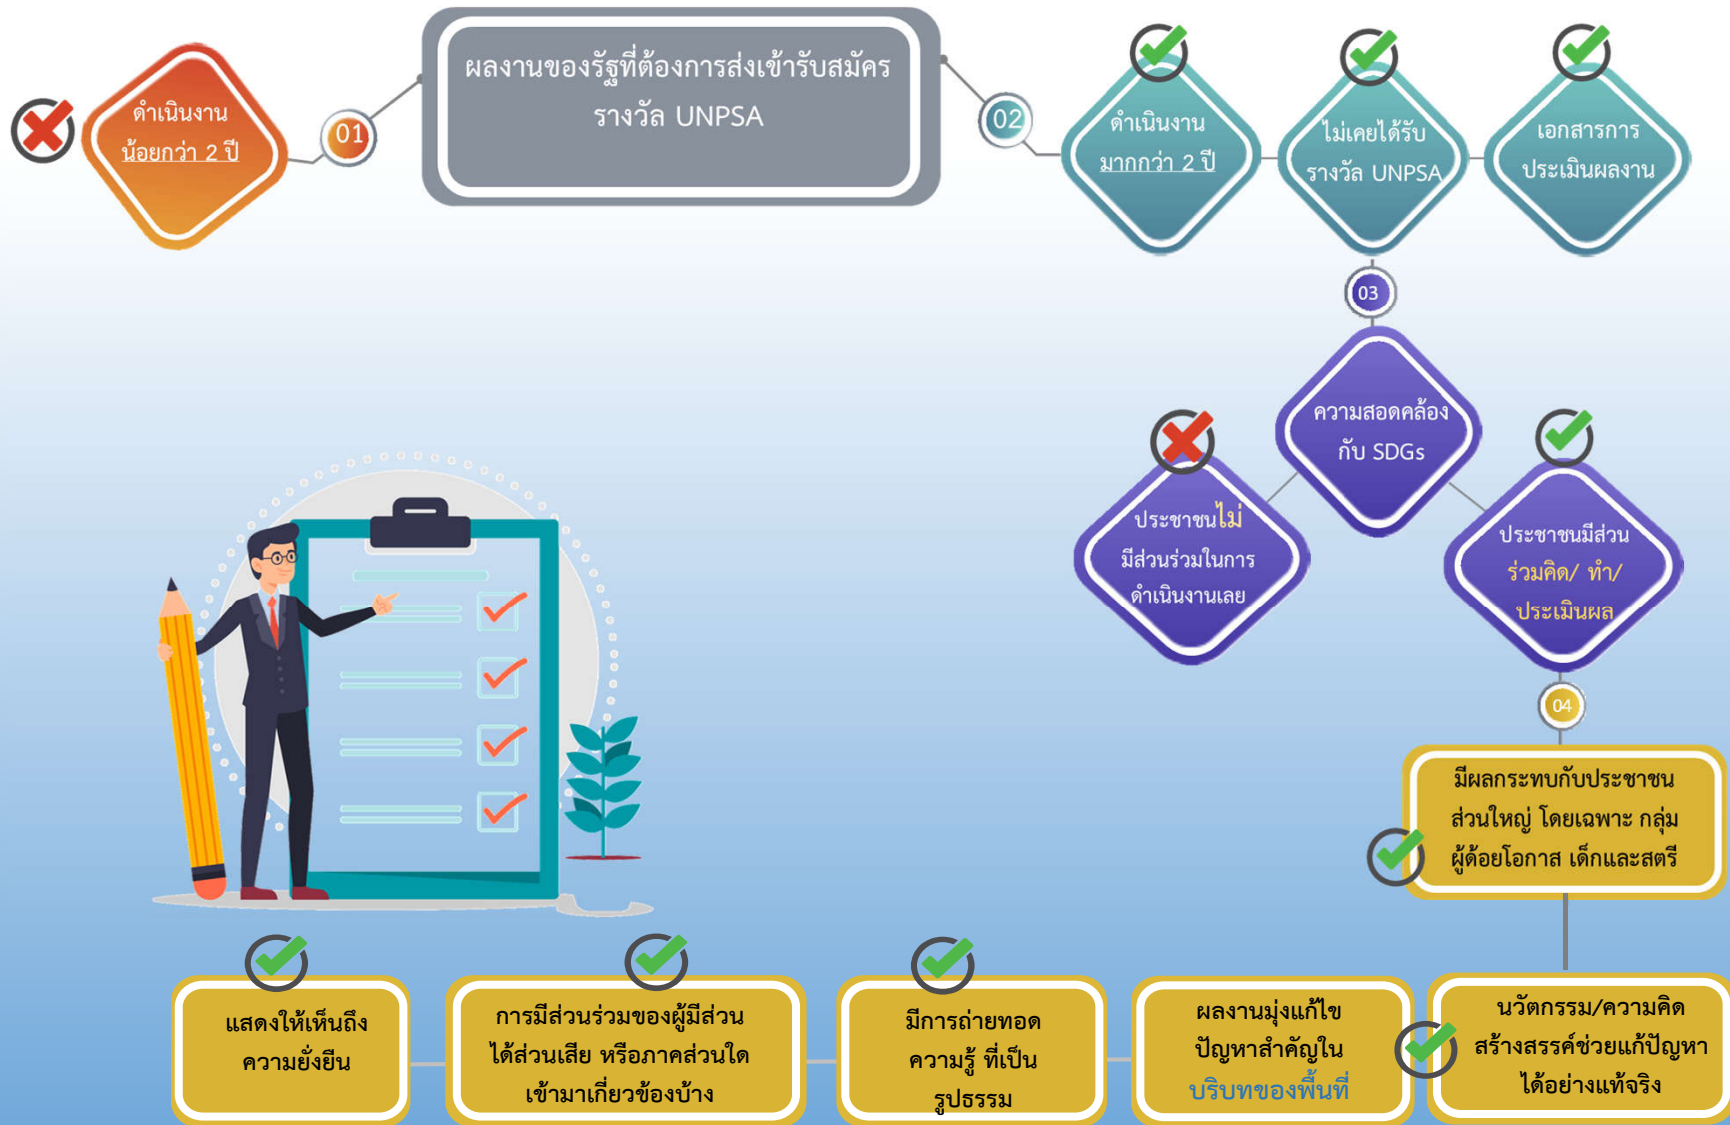 ผลงานของรัฐที่ต้องการส่งเข้ารับสมัคร
รางวัล UNPSA
01
ดำเนินงาน
น้อยกว่า 2 ปี
02
ดำเนินงาน
มากกว่า 2 ปี
ไม่เคยได้รับ
รางวัล UNPSA
เอกสารการ
ประเมินผลงาน
03
ความสอดคล้อง
กับ SDGs
ประชาชนไม่
มีส่วนร่วมในการ
ดำเนินงานเลย
ประชาชนมีส่วน
ร่วมคิด/ ทำ/
ประเมินผล
04
มีผลกระทบกับประชาชน
ส่วนใหญ่ โดยเฉพาะ กลุ่ม
ผู้ด้อยโอกาส เด็กและสตรี
นวัตกรรม/ความคิด
สร้างสรรค์ช่วยแก้ปัญหา
ได้อย่างแท้จริง
ผลงานมุ่งแก้ไข
ปัญหาสำคัญใน
บริบทของพื้นที่
มีการถ่ายทอด
ความรู้ ที่เป็น
รูปธรรม
การมีส่วนร่วมของผู้มีส่วน
ได้ส่วนเสีย หรือภาคส่วนใด
เข้ามาเกี่ยวข้องบ้าง
แสดงให้เห็นถึง
ความยั่งยืน